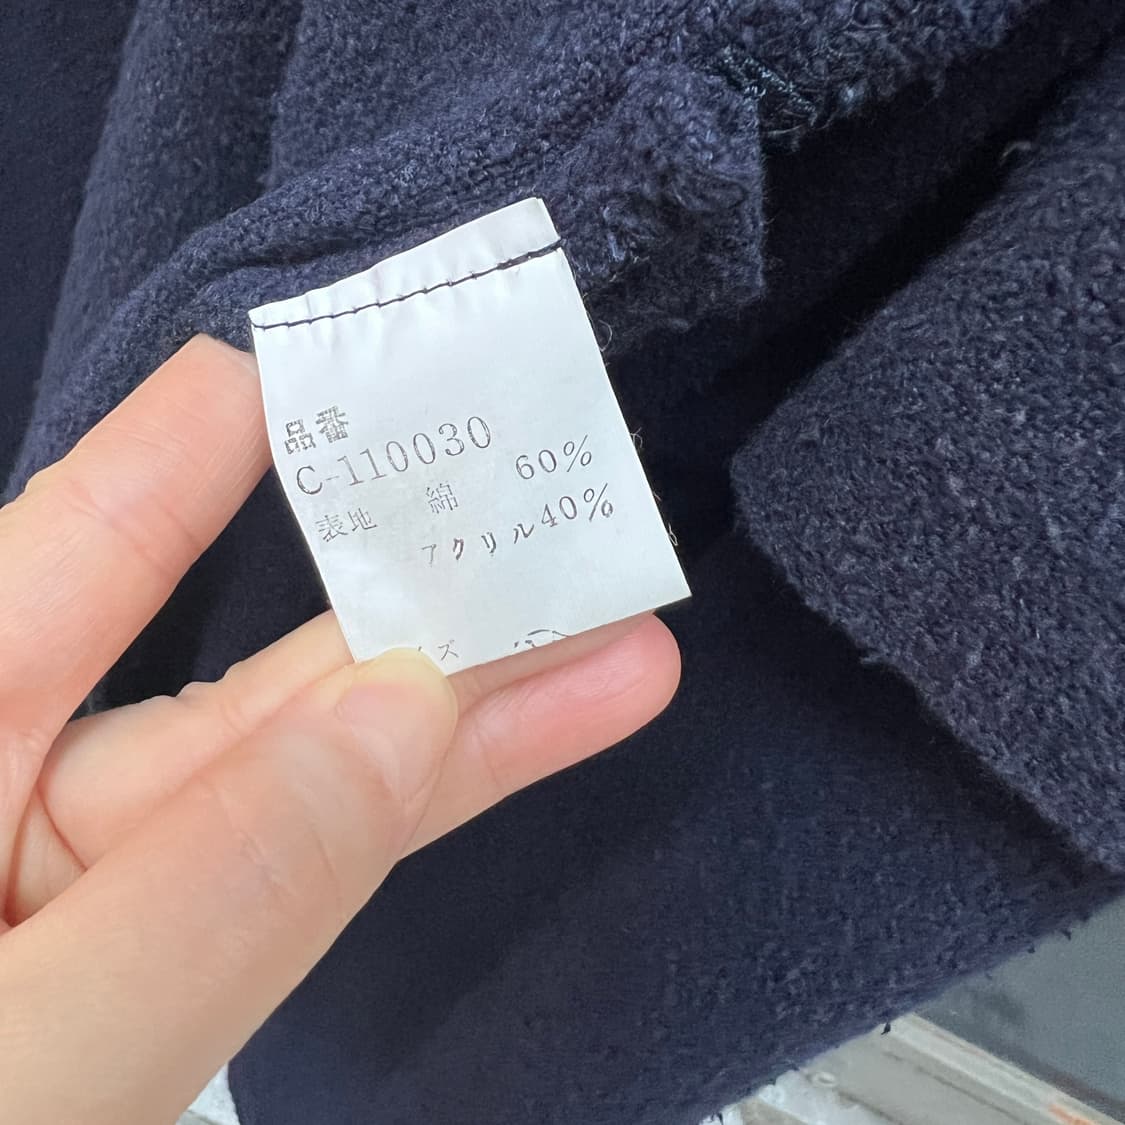 品番
C-110030
表地 綿 60%
アクリル40%